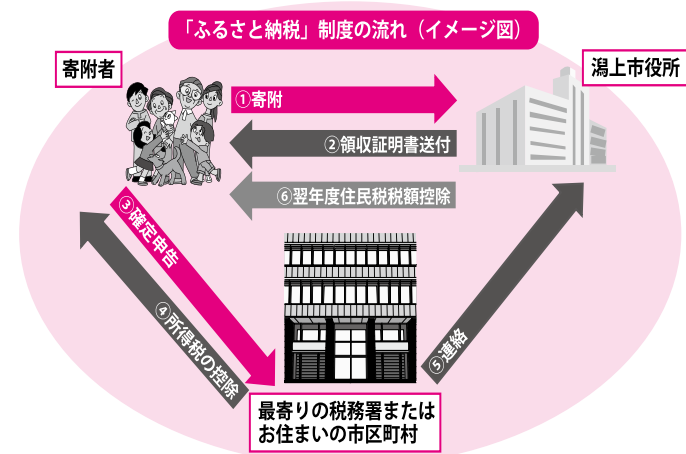 「ふるさと納税」制度の流れ（イメージ図）
寄附者
潟上市役所
①寄附
②領収証明書送付
⑥翌年度住民税税額控除
③確定申告
④所得税の控除
⑤連絡
最寄りの税務署または
お住まいの市区町村